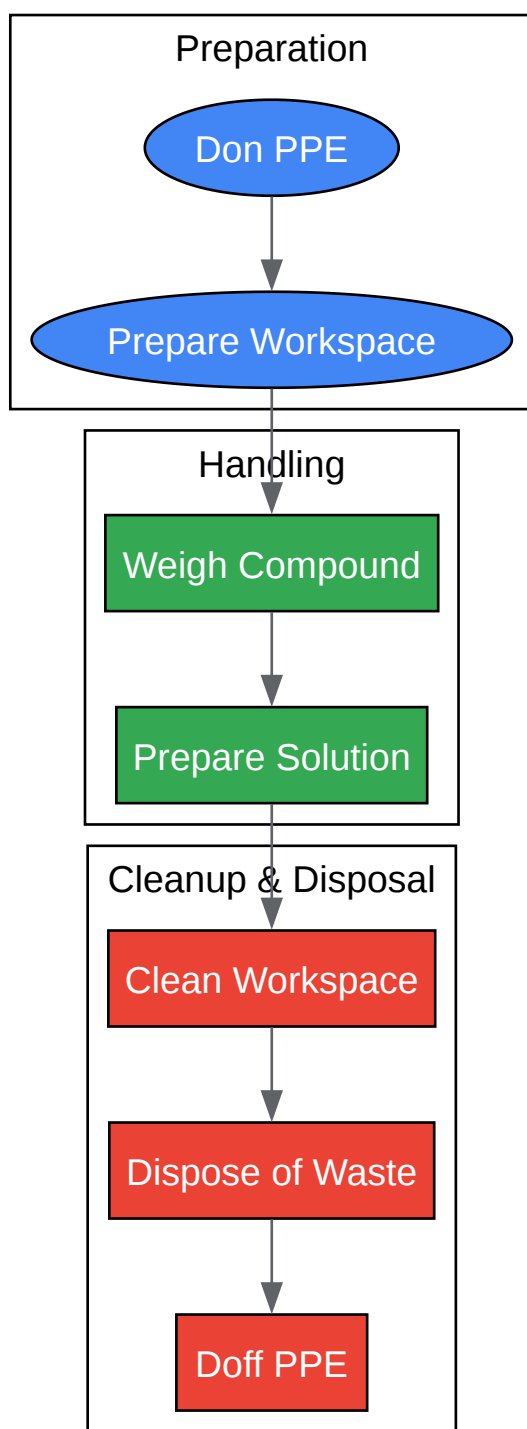 Preparation
Don PPE
Prepare Workspace
Handling
Weigh Compound
Prepare Solution
Cleanup & Disposal
Clean Workspace
Dispose of Waste
Doff PPE